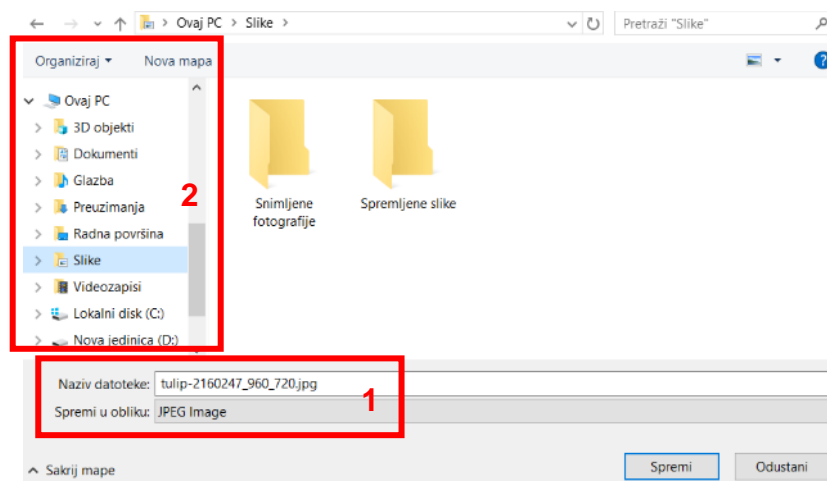 Ovaj PC > Slike >
Pretraži "Slike"
Organiziraj
Nova mapa
Ovaj PC
3D objekti
Dokumenti
Glazba
Preuzimanja
Radna površina
Slike
Videozapisi
Lokalni disk (C:)
Nova jedinica (D:)
2
Snimljene
fotografije
Spremljene slike
Naziv datoteke: tulip-2160247_960_720.jpg
Spremi u obliku: JPEG Image
1
Sakrij mape
Spremi
Odustani